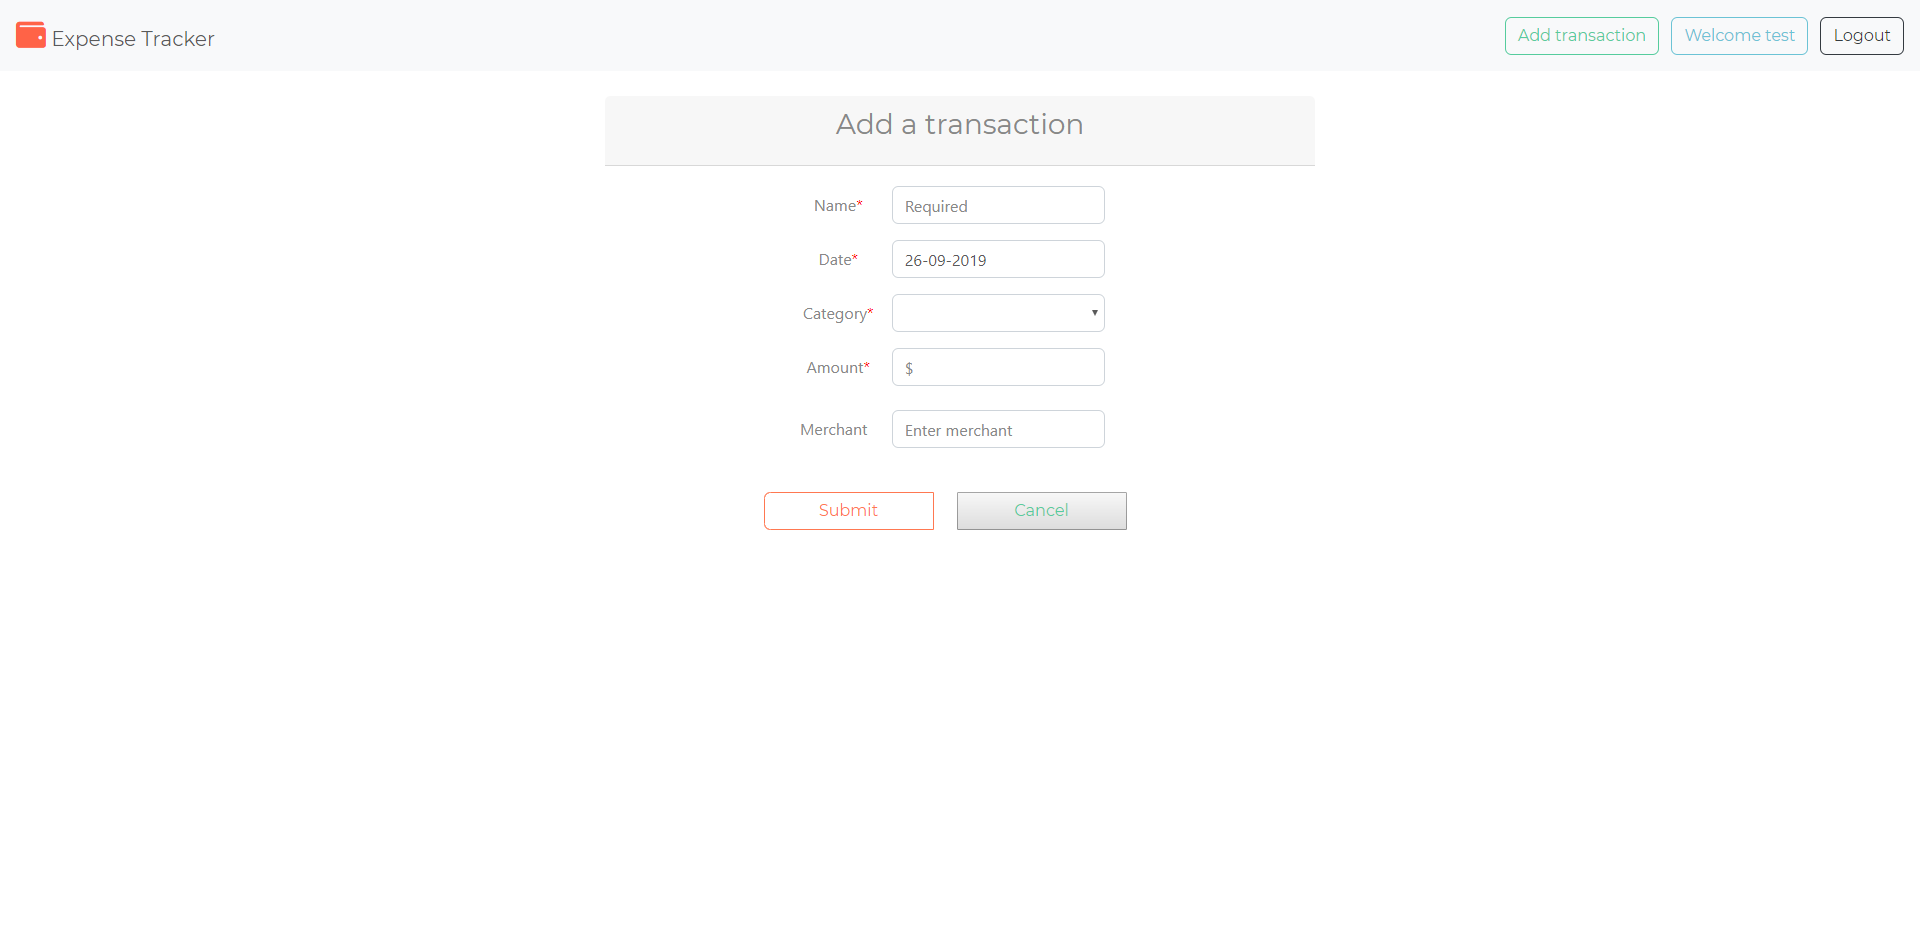 Expense Tracker
Add transaction
Welcome test
Logout
Add a transaction
Name*
Required
Date*
26-09-2019
Category*
Amount*
$
Merchant
Enter merchant
Submit
Cancel